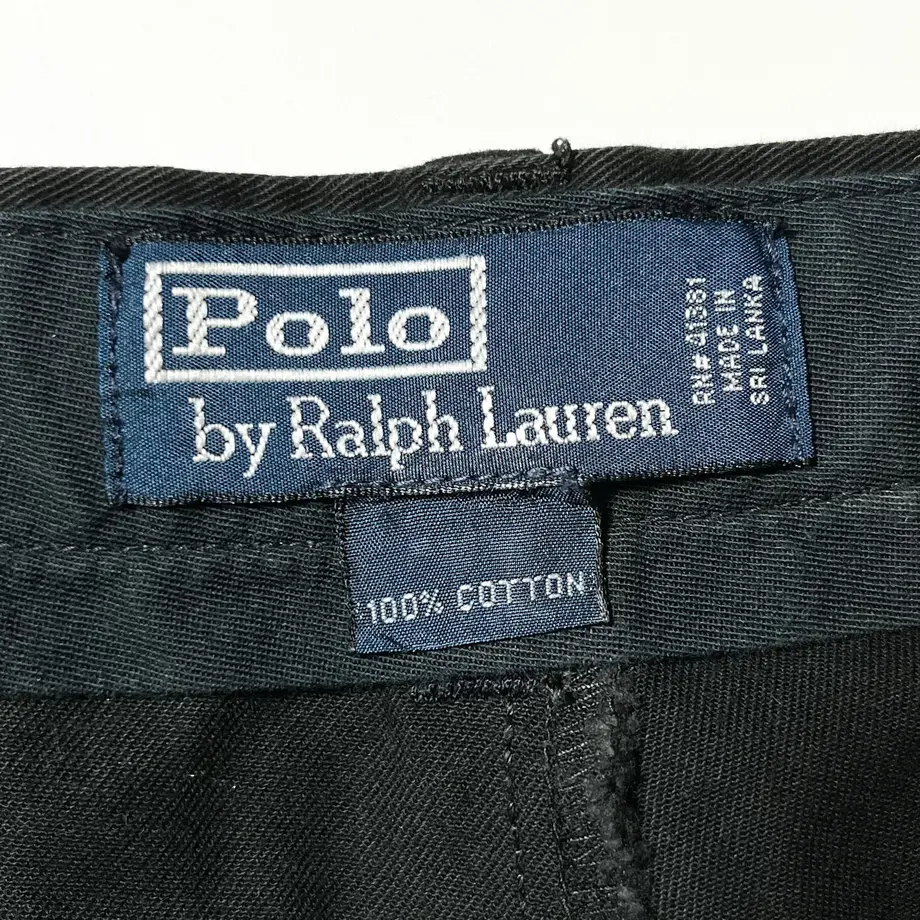 Polo
by Ralph Lauren
RN# 41381
MADE IN
SRI LANKA
100% COTTON